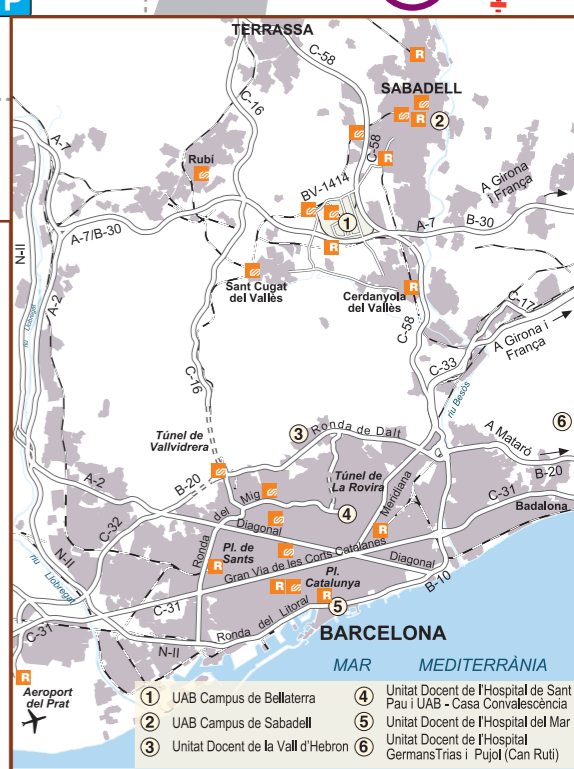 P
TERRASSA
C-58
R
C-16
SABADELL
2
R
A-7
C-58
Rubí
R
BV-1414
A Girona
i França
1
A-7
B-30
A-7/B-30
R
N-II
A-2
Sant Cugat
del Vallès
Cerdanyola
del Vallès
R
riu Llobregat
C-58
C-17
A Girona i
França
C-33
C-16
riu Besòs
3
Ronda de Dalt
6
Túnel de
Vallvidrera
A Mataró
B-20
A-2
B-20
Túnel de
La Rovira
Mig
del
Ronda
4
Meridiana
C-31
Badalona
C-32
Diagonal
R
Pl. de
Sants
R
Gran Via de les Corts Catalanes
Diagonal
N-II
riu Llobregat
Pl.
Catalunya
R
R
B-10
C-31
5
Ronda del Litoral
C-31
N-II
BARCELONA
R
MAR MEDITERRÀNIA
Aeroport
del Prat
1 UAB Campus de Bellaterra
2 UAB Campus de Sabadell
3 Unitat Docent de la Vall d'Hebron
4 Unitat Docent de l'Hospital de Sant
Pau i UAB - Casa Convalescència
5 Unitat Docent de l'Hospital del Mar
6 Unitat Docent de l'Hospital
GermansTrias i Pujol (Can Ruti)